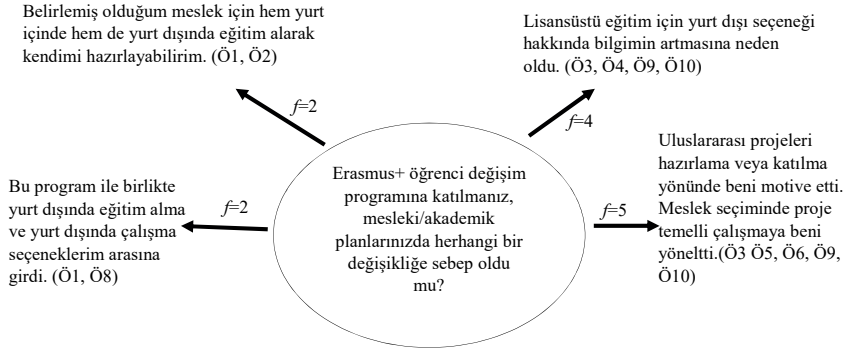 Belirlemiş olduğum meslek için hem yurt
içinde hem de yurt dışında eğitim alarak
kendimi hazırlayabilirim. (Ö1, Ö2)
Lisansüstü eğitim için yurt dışı seçeneği
hakkında bilgimin artmasına neden
oldu. (Ö3, Ö4, Ö9, Ö10)
f=2
f=4
Erasmus+ öğrenci değişim
programına katılmanız,
mesleki/akademik
planlarınızda herhangi bir
değişikliğe sebep oldu
mu?
Bu program ile birlikte
yurt dışında eğitim alma
ve yurt dışında çalışma
seçeneklerim arasına
girdi. (Ö1, Ö8)
f=2
f=5
Uluslararası projeleri
hazırlama veya katılma
yönünde beni motive etti.
Meslek seçiminde proje
temelli çalışmaya beni
yöneltti.(Ö3 Ö5, Ö6, Ö9,
Ö10)